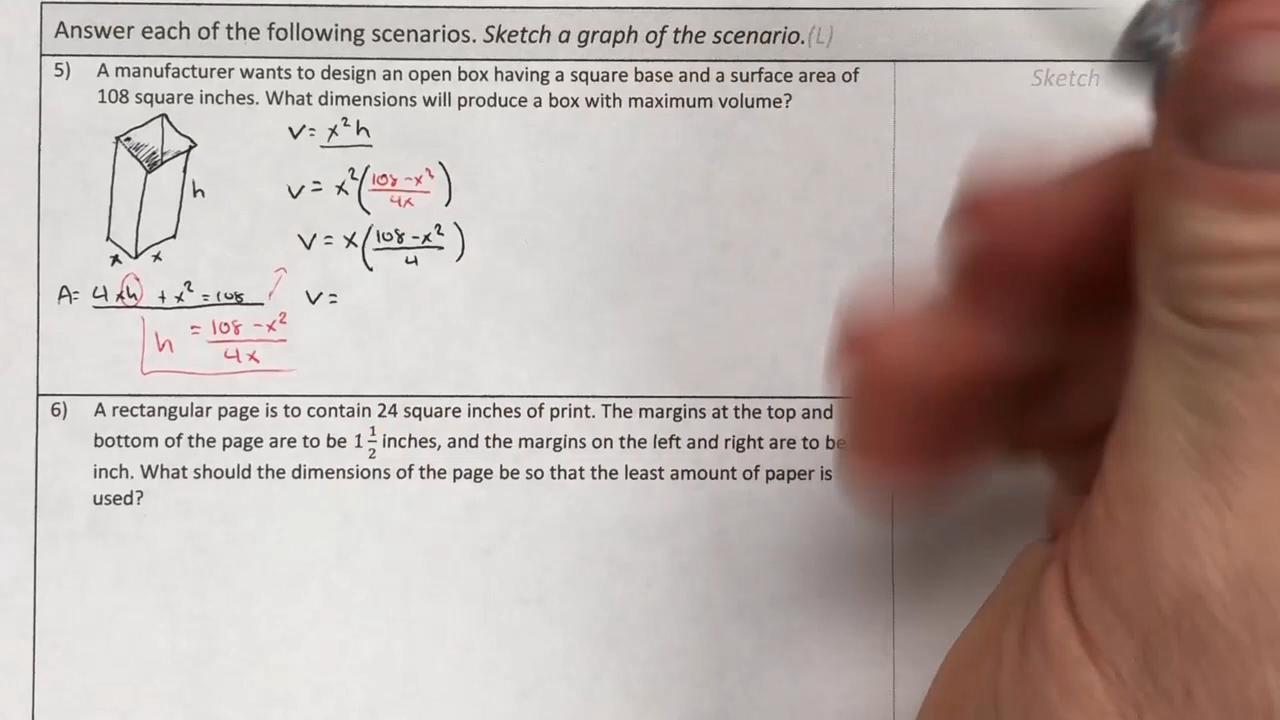 Answer each of the following scenarios. Sketch a graph of the scenario.(L)
5) A manufacturer wants to design an open box having a square base and a surface area of
108 square inches. What dimensions will produce a box with maximum volume?
Sketch
V = x²h
V = x²(108-x²/4x)
V = x(108-x²/4)
V =
h
x x
A= 4xh + x² = 108
h = 108-x²/4x
6) A rectangular page is to contain 24 square inches of print. The margins at the top and
bottom of the page are to be 1 1/2 inches, and the margins on the left and right are to be
inch. What should the dimensions of the page be so that the least amount of paper is
used?